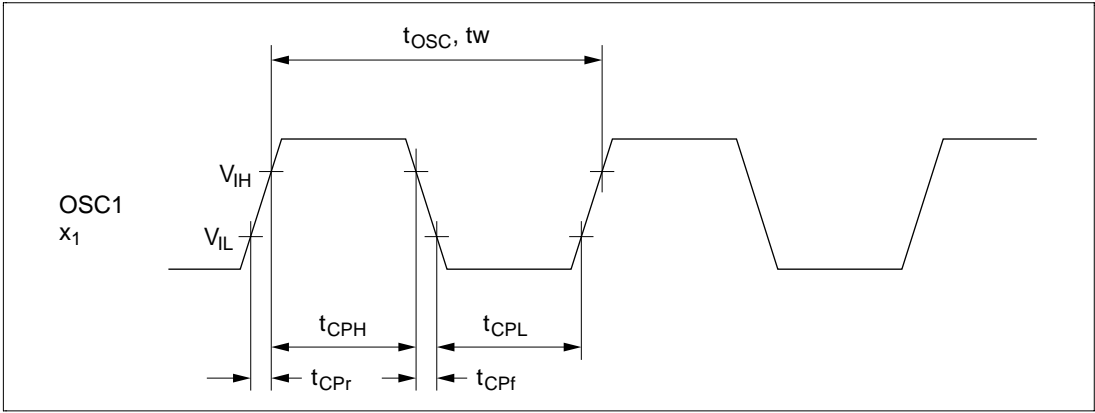 tOSC, tw
VIH
OSC1
x1
VIL
tCPH
tCPL
tCPr
tCPf